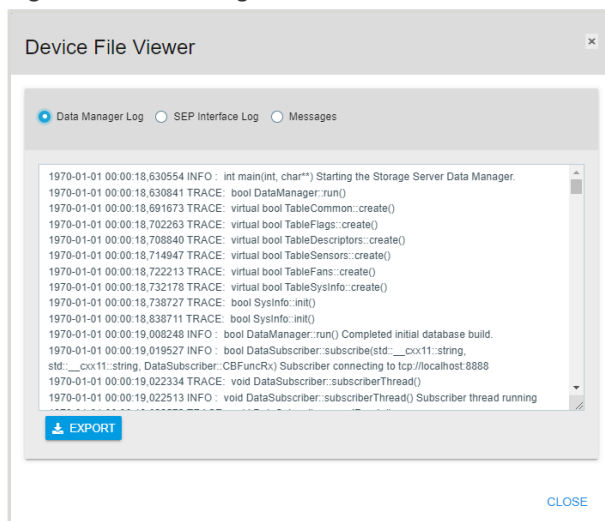 Device File Viewer
×
Data Manager Log SEP Interface Log Messages
1970-01-01 00:00:18,630554 INFO : int main(int, char**) Starting the Storage Server Data Manager.
1970-01-01 00:00:18,630841 TRACE: bool DataManager::run()
1970-01-01 00:00:18,691673 TRACE: virtual bool TableCommon::create()
1970-01-01 00:00:18,702263 TRACE: virtual bool TableFlags::create()
1970-01-01 00:00:18,708840 TRACE: virtual bool TableDescriptors::create()
1970-01-01 00:00:18,714947 TRACE: virtual bool TableSensors::create()
1970-01-01 00:00:18,722213 TRACE: virtual bool TableFans::create()
1970-01-01 00:00:18,732178 TRACE: virtual bool TableSysInfo::create()
1970-01-01 00:00:18,738727 TRACE: bool SysInfo::init()
1970-01-01 00:00:18,838711 TRACE: bool SysInfo::init()
1970-01-01 00:00:19,008248 INFO : bool DataManager::run() Completed initial database build.
1970-01-01 00:00:19,019527 INFO : bool DataSubscriber::subscribe(std::__cxx11::string,
std::__cxx11::string, DataSubscriber::CBFuncRx) Subscriber connecting to tcp://localhost:8888
1970-01-01 00:00:19,022334 TRACE: void DataSubscriber::subscriberThread()
1970-01-01 00:00:19,022513 INFO : void DataSubscriber::subscriberThread() Subscriber thread running
EXPORT
CLOSE